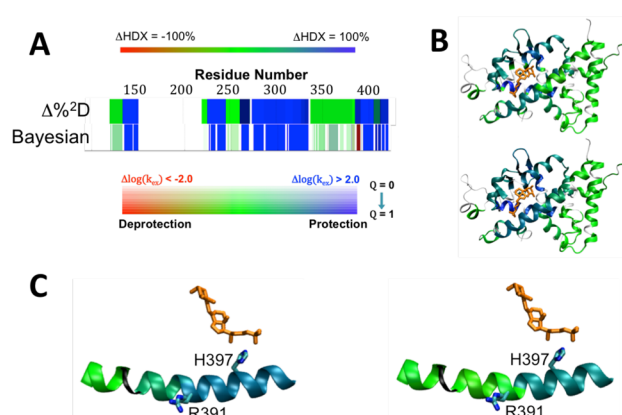 A
ΔHDX = -100% ΔHDX = 100%
Residue Number
150 200 250 300 350 400
Δ%²D
Bayesian
Δlog(kₑₓ) < -2.0 Δlog(kₑₓ) > 2.0
Q = 0
Q = 1
Deprotection Protection
B
C
H397
R391
H397
R391